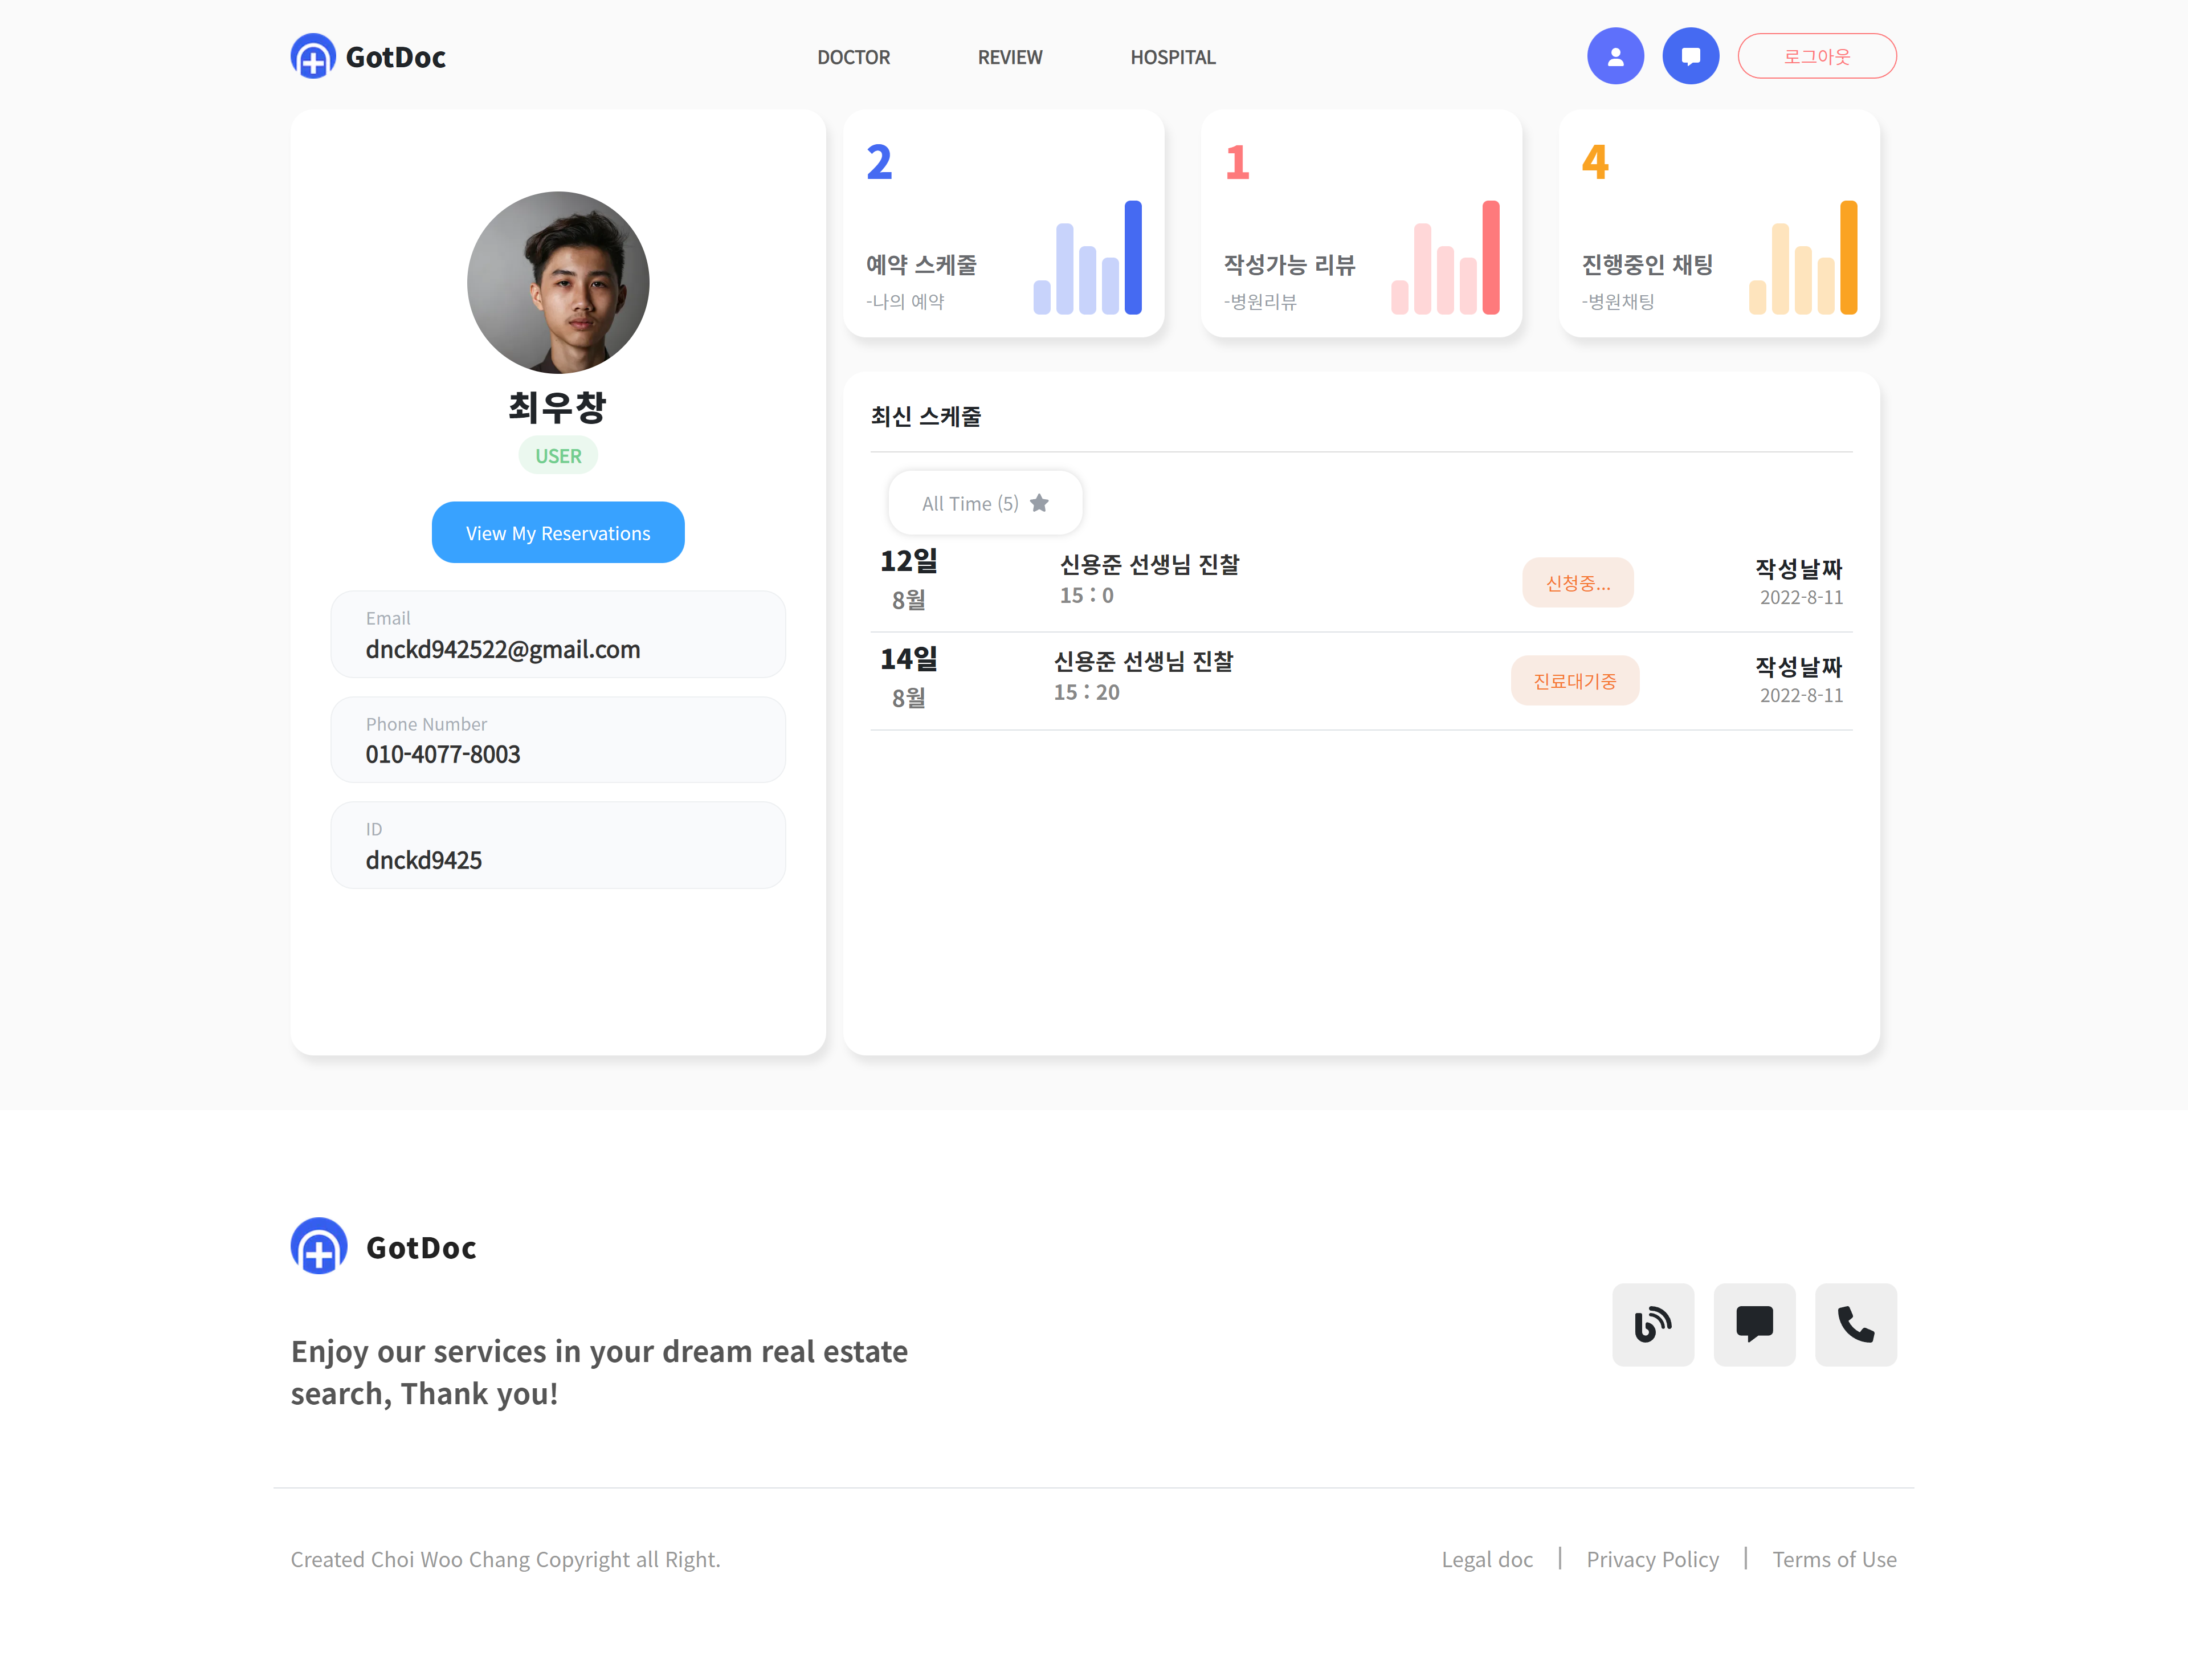 GotDoc
DOCTOR
REVIEW
HOSPITAL
로그아웃
최우창
USER
View My Reservations
Email
dnckd942522@gmail.com
Phone Number
010-4077-8003
ID
dnckd9425
2
예약 스케줄
-나의 예약
1
작성가능 리뷰
-병원리뷰
4
진행중인 채팅
-병원채팅
최신 스케줄
All Time (5)
12일
8월
신용준 선생님 진찰
15 : 0
신청중...
작성날짜
2022-8-11
14일
8월
신용준 선생님 진찰
15 : 20
진료대기중
작성날짜
2022-8-11
GotDoc
Enjoy our services in your dream real estate
search, Thank you!
Created Choi Woo Chang Copyright all Right.
Legal doc | Privacy Policy | Terms of Use